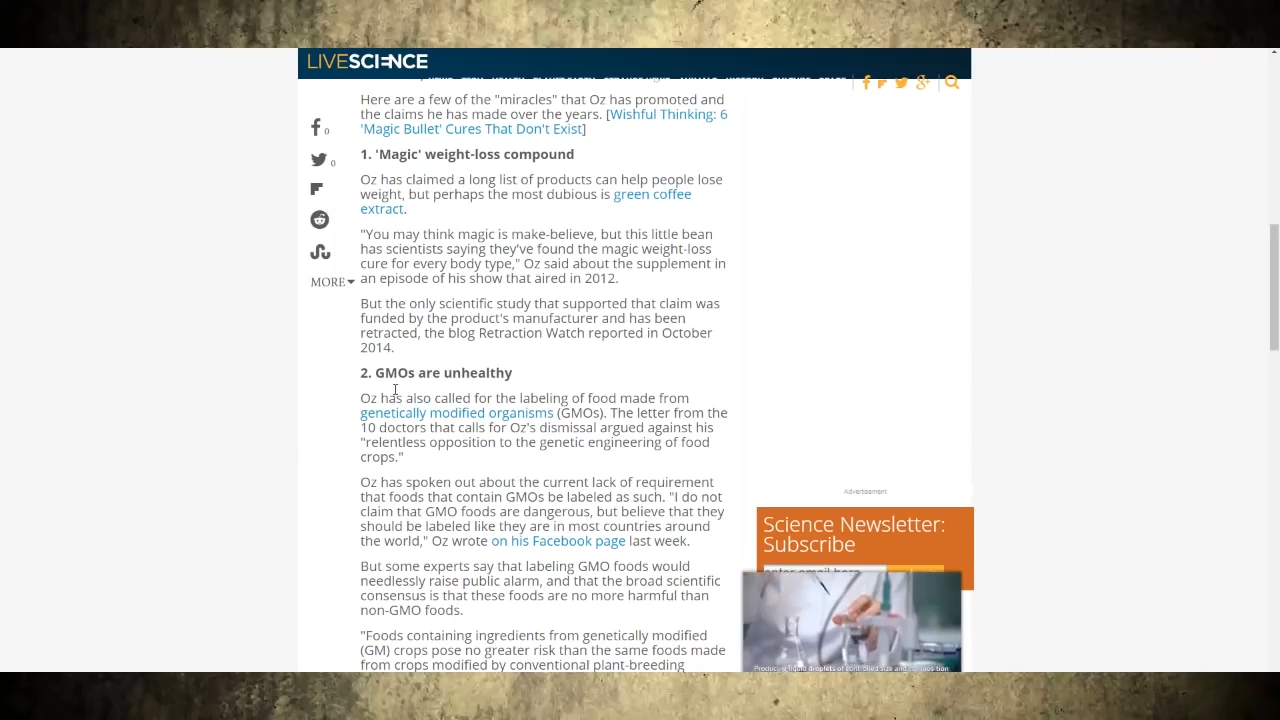 LIVESCIENCE
Here are a few of the "miracles" that Oz has promoted and
the claims he has made over the years. [Wishful Thinking: 6
'Magic Bullet' Cures That Don't Exist]
0
1. 'Magic' weight-loss compound
0
Oz has claimed a long list of products can help people lose
weight, but perhaps the most dubious is green coffee
extract.
"You may think magic is make-believe, but this little bean
has scientists saying they've found the magic weight-loss
cure for every body type," Oz said about the supplement in
an episode of his show that aired in 2012.
MORE
But the only scientific study that supported that claim was
funded by the product's manufacturer and has been
retracted, the blog Retraction Watch reported in October
2014.
2. GMOs are unhealthy
Oz has also called for the labeling of food made from
genetically modified organisms (GMOs). The letter from the
10 doctors that calls for Oz's dismissal argued against his
"relentless opposition to the genetic engineering of food
crops."
Oz has spoken out about the current lack of requirement
that foods that contain GMOs be labeled as such. "I do not
claim that GMO foods are dangerous, but believe that they
should be labeled like they are in most countries around
the world," Oz wrote on his Facebook page last week.
But some experts say that labeling GMO foods would
needlessly raise public alarm, and that the broad scientific
consensus is that these foods are no more harmful than
non-GMO foods.
"Foods containing ingredients from genetically modified
(GM) crops pose no greater risk than the same foods made
from crops modified by conventional plant-breeding
Advertisement
Science Newsletter:
Subscribe
enter email here
Producing liquid droplets of controlled size and composition